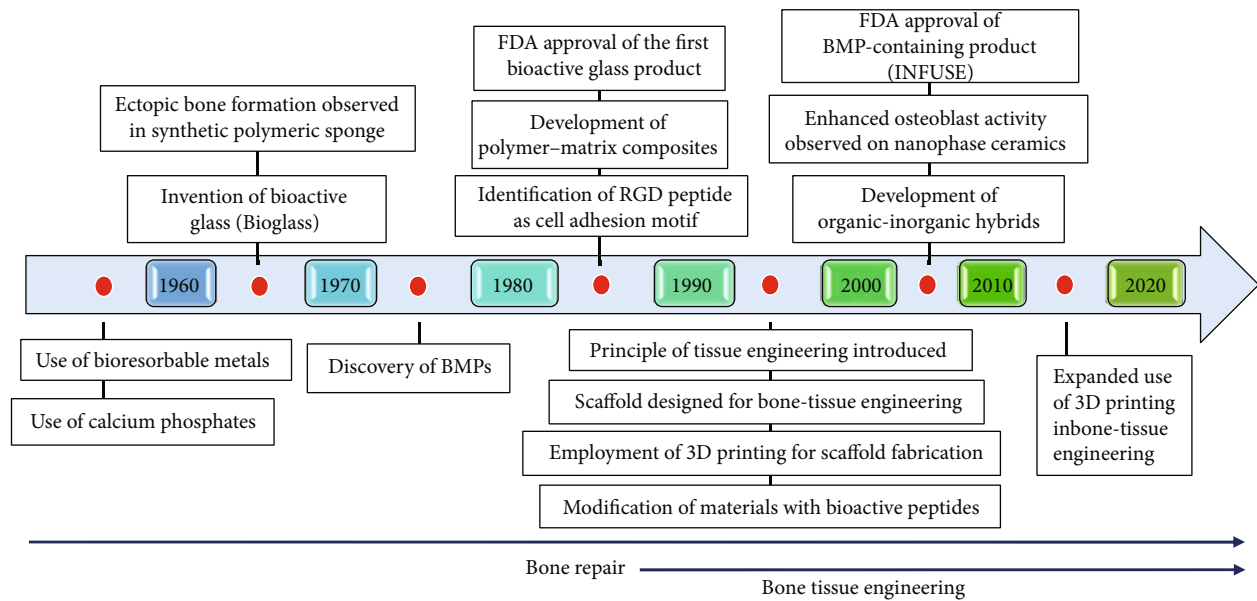 FDA approval of the first
bioactive glass product
FDA approval of
BMP-containing product
(INFUSE)
Ectopic bone formation observed
in synthetic polymeric sponge
Development of
polymer–matrix composites
Enhanced osteoblast activity
observed on nanophase ceramics
Invention of bioactive
glass (Bioglass)
Identification of RGD peptide
as cell adhesion motif
Development of
organic-inorganic hybrids
1960
1970
1980
1990
2000
2010
2020
Use of bioresorbable metals
Use of calcium phosphates
Discovery of BMPs
Principle of tissue engineering introduced
Scaffold designed for bone-tissue engineering
Employment of 3D printing for scaffold fabrication
Modification of materials with bioactive peptides
Expanded use
of 3D printing
inbone-tissue
engineering
Bone repair
Bone tissue engineering